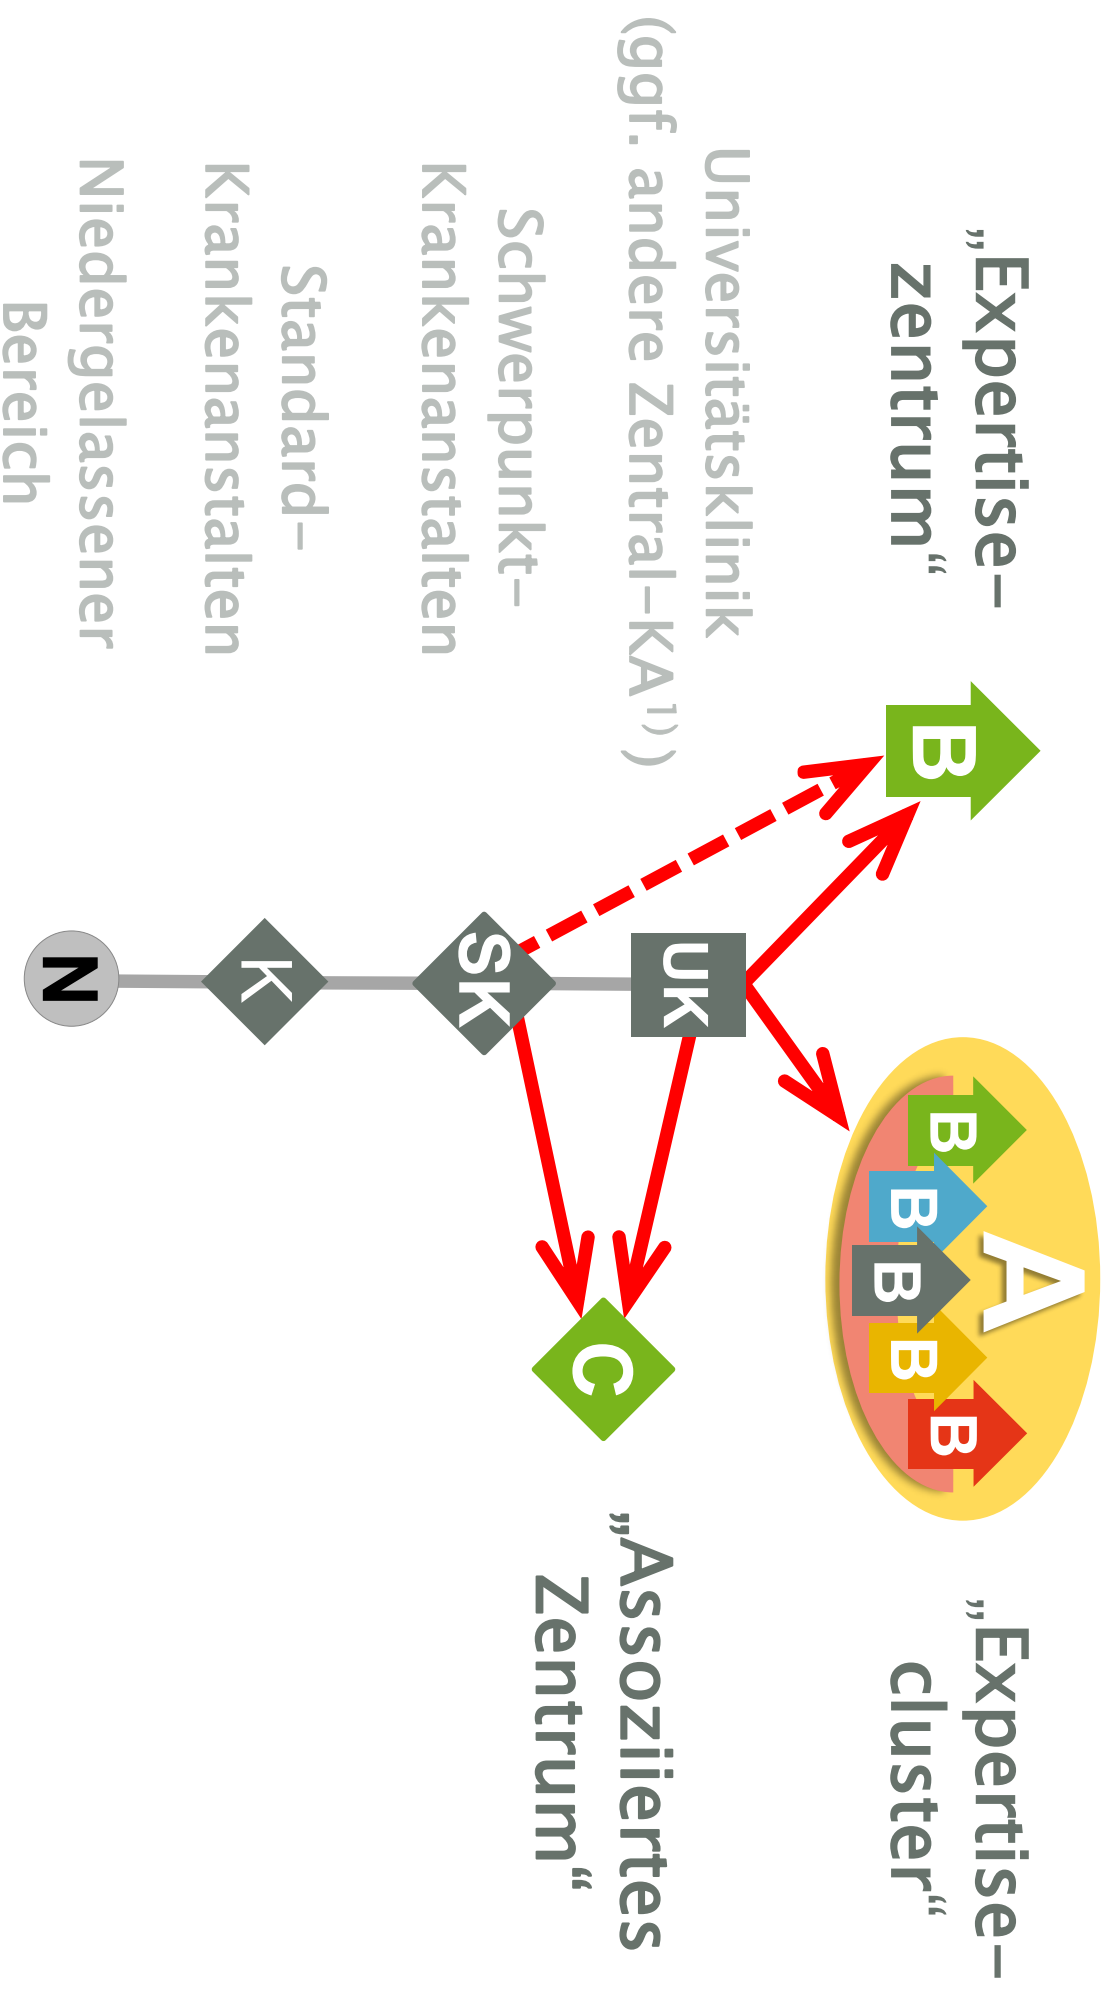 „Expertise–
zentrum“
B
A
B
B
B
B
B
„Expertise–
cluster“
Universitätsklinik
(ggf. andere Zentral–KA1))
UK
C
„Assoziiertes
Zentrum“
Schwerpunkt–
Krankenanstalten
SK
Standard–
Krankenanstalten
K
Niedergelassener
Bereich
N